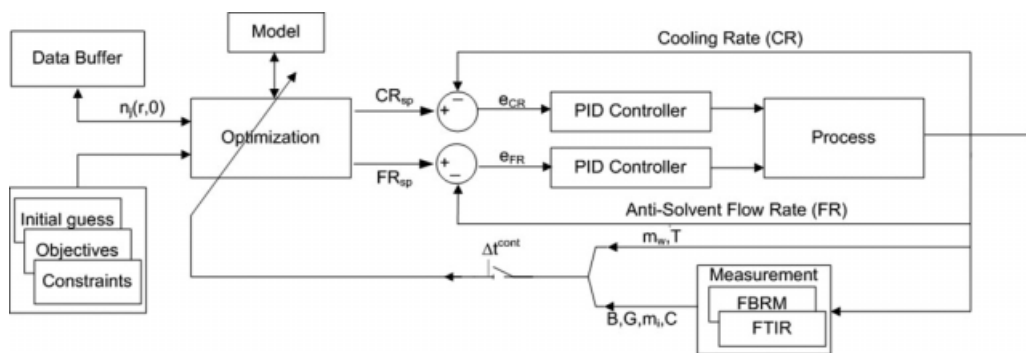 Model
Data Buffer
Cooling Rate (CR)
n_j(r,0)
CR_sp
−
+
e_CR
PID Controller
Optimization
Process
FR_sp
+
−
e_FR
PID Controller
Initial guess
Objectives
Constraints
Anti-Solvent Flow Rate (FR)
m_w,T
Δt^cont
Measurement
FBRM
FTIR
B,G,m_i,C